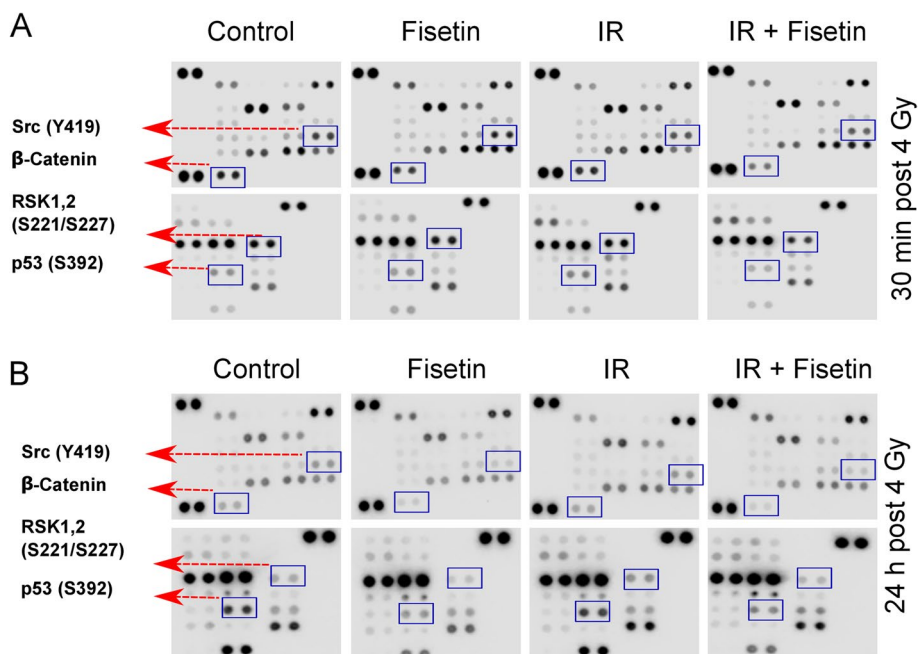 A
Control Fisetin IR IR + Fisetin
Src (Y419)
β-Catenin
RSK1,2
(S221/S227)
p53 (S392)
30 min post 4 Gy
B
Control Fisetin IR IR + Fisetin
Src (Y419)
β-Catenin
RSK1,2
(S221/S227)
p53 (S392)
24 h post 4 Gy